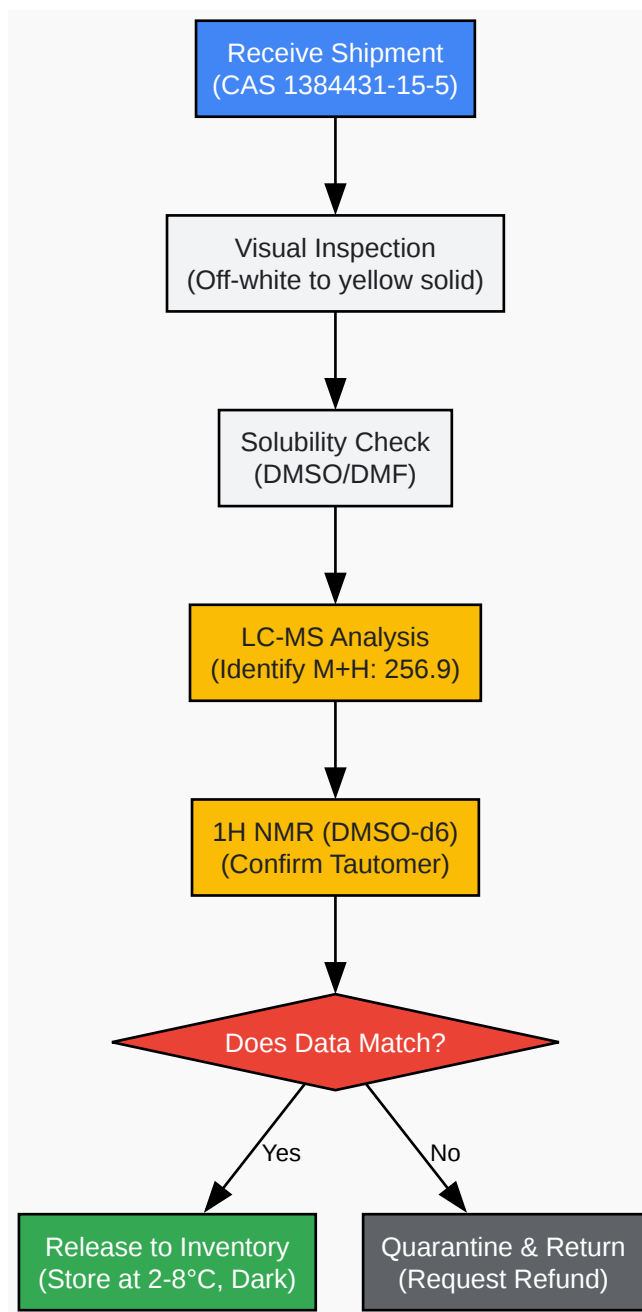 Receive Shipment
(CAS 1384431-15-5)
Visual Inspection
(Off-white to yellow solid)
Solubility Check
(DMSO/DMF)
LC-MS Analysis
(Identify M+H: 256.9)
1H NMR (DMSO-d6)
(Confirm Tautomer)
Does Data Match?
Yes
No
Release to Inventory
(Store at 2-8°C, Dark)
Quarantine & Return
(Request Refund)